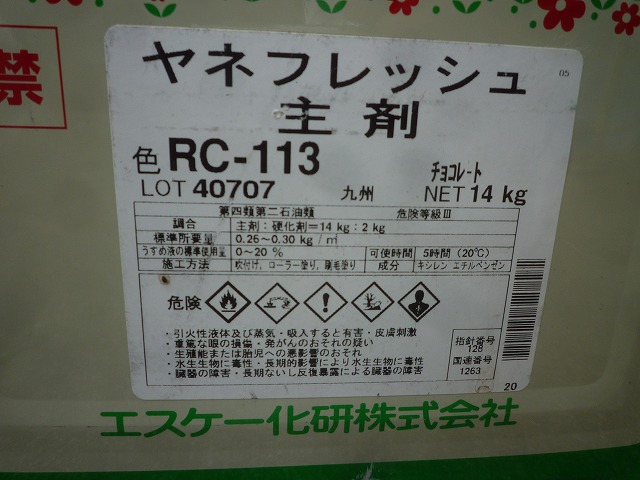 禁
05
ヤネフレッシュ
主剤
色 RC-113 チョコレート
LOT 40707 九州 NET 14 kg
第四類第二石油類 危険等級Ⅲ
調合 主剤:硬化剤=14 kg:2 kg
標準所要量 0.26~0.30 kg/㎡
うすめ液の標準使用量 0~20% 可使時間 5時間(20℃)
施工方法 吹付け,ローラー塗り,刷毛塗り 成分 キシレン エチルベンゼン
危険
・引火性液体及び蒸気・吸入すると有害・皮膚刺激
・重篤な眼の損傷・発がんのおそれの疑い
・生殖能または胎児への悪影響のおそれ
・水生生物に毒性・長期的影響により水生生物に毒性
・臓器の障害・長期ないし反復暴露による臓器の障害
指針番号
128
国連番号
1263
20
エスケー化研株式会社